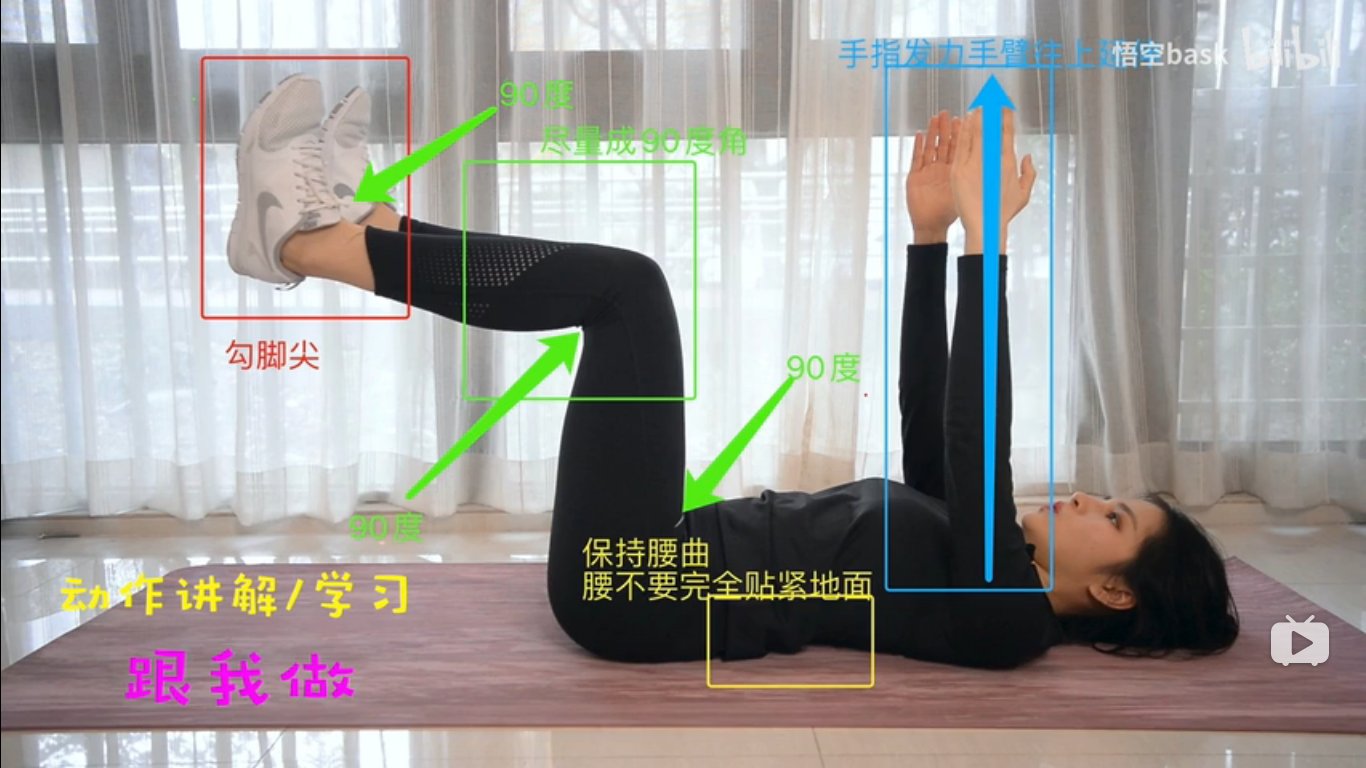 手指发力手臂往上延伸
悟空bask
bilibili
90度
尽量成90度角
勾脚尖
90度
90度
保持腰曲
腰不要完全贴紧地面
动作讲解/学习
跟我做